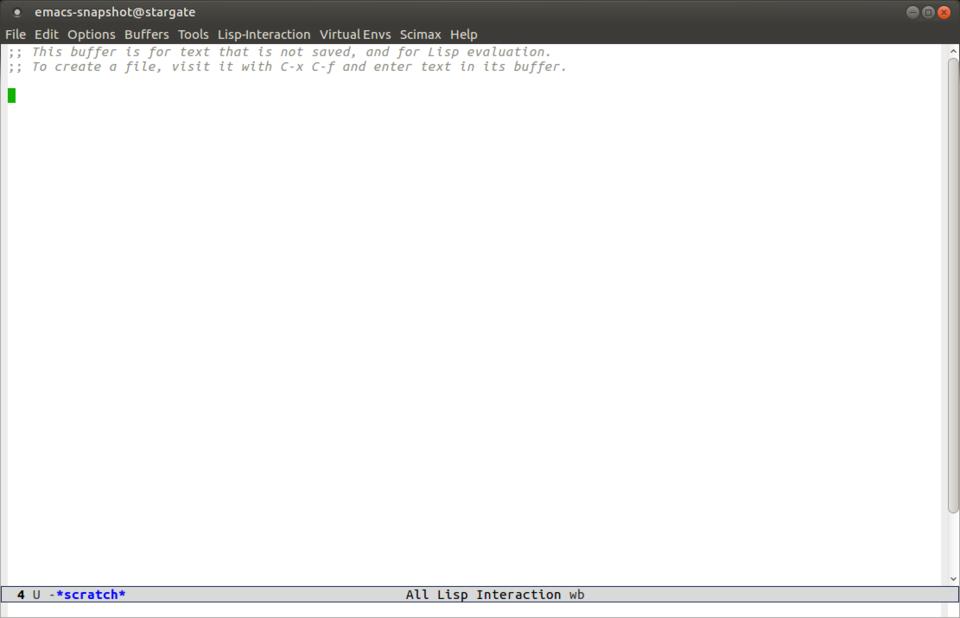 emacs-snapshot@stargate
File Edit Options Buffers Tools Lisp-Interaction Virtual Envs Scimax Help
;; This buffer is for text that is not saved, and for Lisp evaluation.
;; To create a file, visit it with C-x C-f and enter text in its buffer.
4 U -*scratch* All Lisp Interaction wb